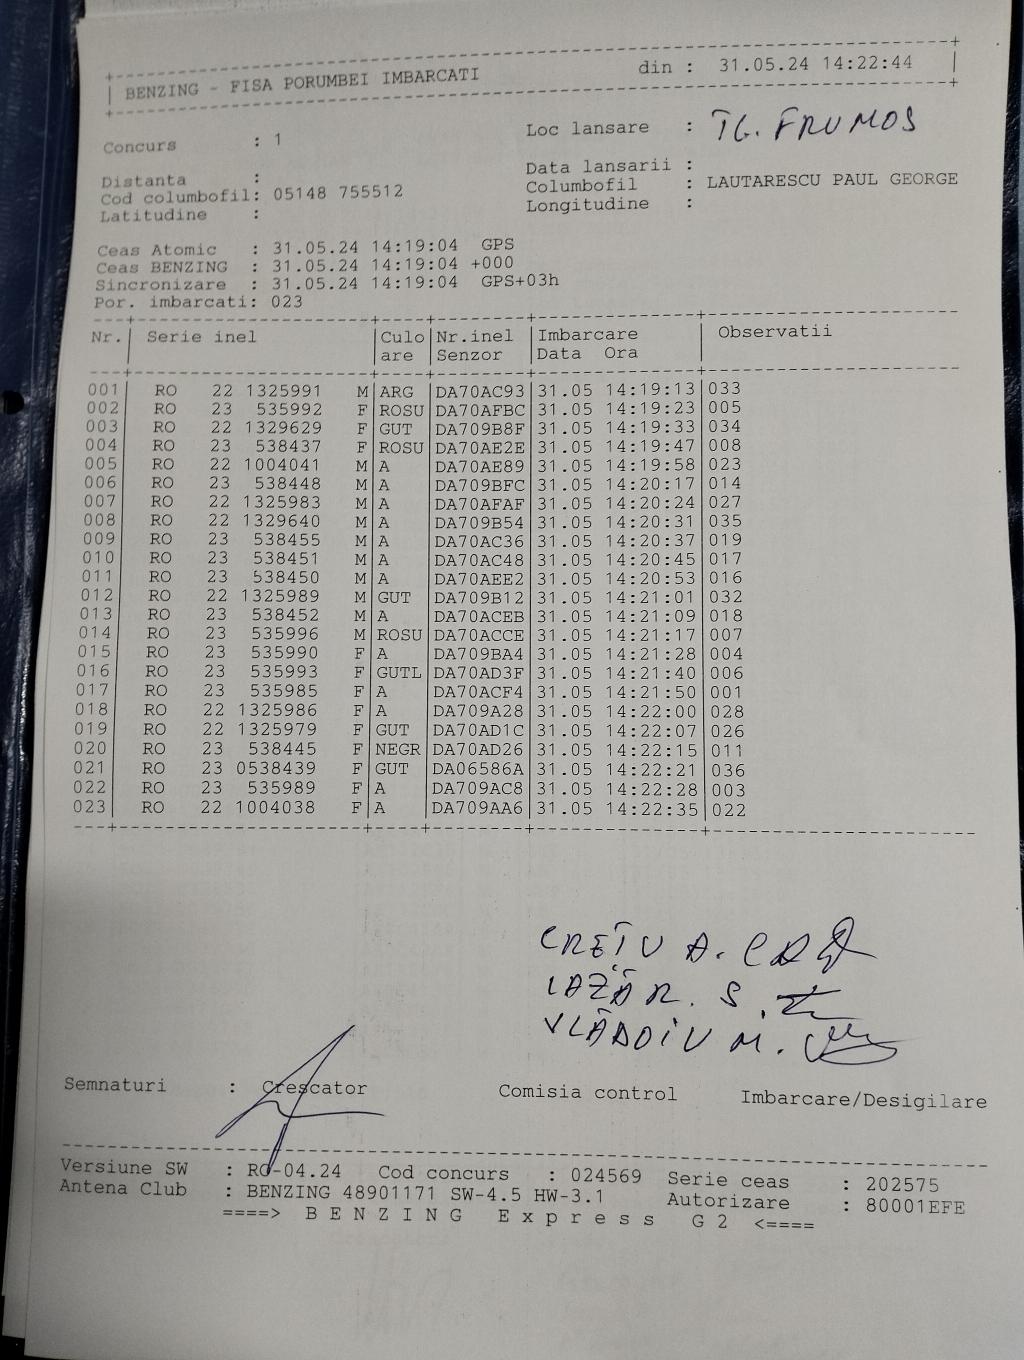 BENZING - FISA PORUMBEI IMBARCATI din : 31.05.24 14:22:44
Concurs : 1 Loc lansare : TG. FRUMOS
Distanta : Data lansarii :
Cod columbofil: 05148 755512 Columbofil : LAUTARESCU PAUL GEORGE
Latitudine : Longitudine :
Ceas Atomic : 31.05.24 14:19:04 GPS
Ceas BENZING : 31.05.24 14:19:04 +000
Sincronizare : 31.05.24 14:19:04 GPS+03h
Por. imbarcati: 023
Nr. Serie inel Culo Nr.inel Imbarcare Observatii
are Senzor Data Ora
001 RO 22 1325991 M ARG DA70AC93 31.05 14:19:13 033
002 RO 23 535992 F ROSU DA70AFBC 31.05 14:19:23 005
003 RO 22 1329629 F GUT DA709B8F 31.05 14:19:33 034
004 RO 23 538437 F ROSU DA70AE2E 31.05 14:19:47 008
005 RO 22 1004041 M A DA70AE89 31.05 14:19:58 023
006 RO 23 538448 M A DA709BFC 31.05 14:20:17 014
007 RO 22 1325983 M A DA70AFAF 31.05 14:20:24 027
008 RO 22 1329640 M A DA709B54 31.05 14:20:31 035
009 RO 23 538455 M A DA70AC36 31.05 14:20:37 019
010 RO 23 538451 M A DA70AC48 31.05 14:20:45 017
011 RO 23 538450 M A DA70AEE2 31.05 14:20:53 016
012 RO 22 1325989 M GUT DA709B12 31.05 14:21:01 032
013 RO 23 538452 M A DA70ACEB 31.05 14:21:09 018
014 RO 23 535996 M ROSU DA70ACCE 31.05 14:21:17 007
015 RO 23 535990 F A DA709BA4 31.05 14:21:28 004
016 RO 23 535993 F GUTL DA70AD3F 31.05 14:21:40 006
017 RO 23 535985 F A DA70ACF4 31.05 14:21:50 001
018 RO 22 1325986 F A DA709A28 31.05 14:22:00 028
019 RO 22 1325979 F GUT DA70AD1C 31.05 14:22:07 026
020 RO 23 538445 F NEGR DA70AD26 31.05 14:22:15 011
021 RO 23 0538439 F GUT DA06586A 31.05 14:22:21 036
022 RO 23 535989 F A DA709AC8 31.05 14:22:28 003
023 RO 22 1004038 F A DA709AA6 31.05 14:22:35 022
CREȚU A.
LAZĂR. S.
VLĂDOIU M.
Semnaturi : Crescator Comisia control Imbarcare/Desigilare
Versiune SW : RO-04.24 Cod concurs : 024569 Serie ceas : 202575
Antena Club : BENZING 48901171 SW-4.5 HW-3.1 Autorizare : 80001EFE
====> B E N Z I N G E x p r e s s G 2 <====